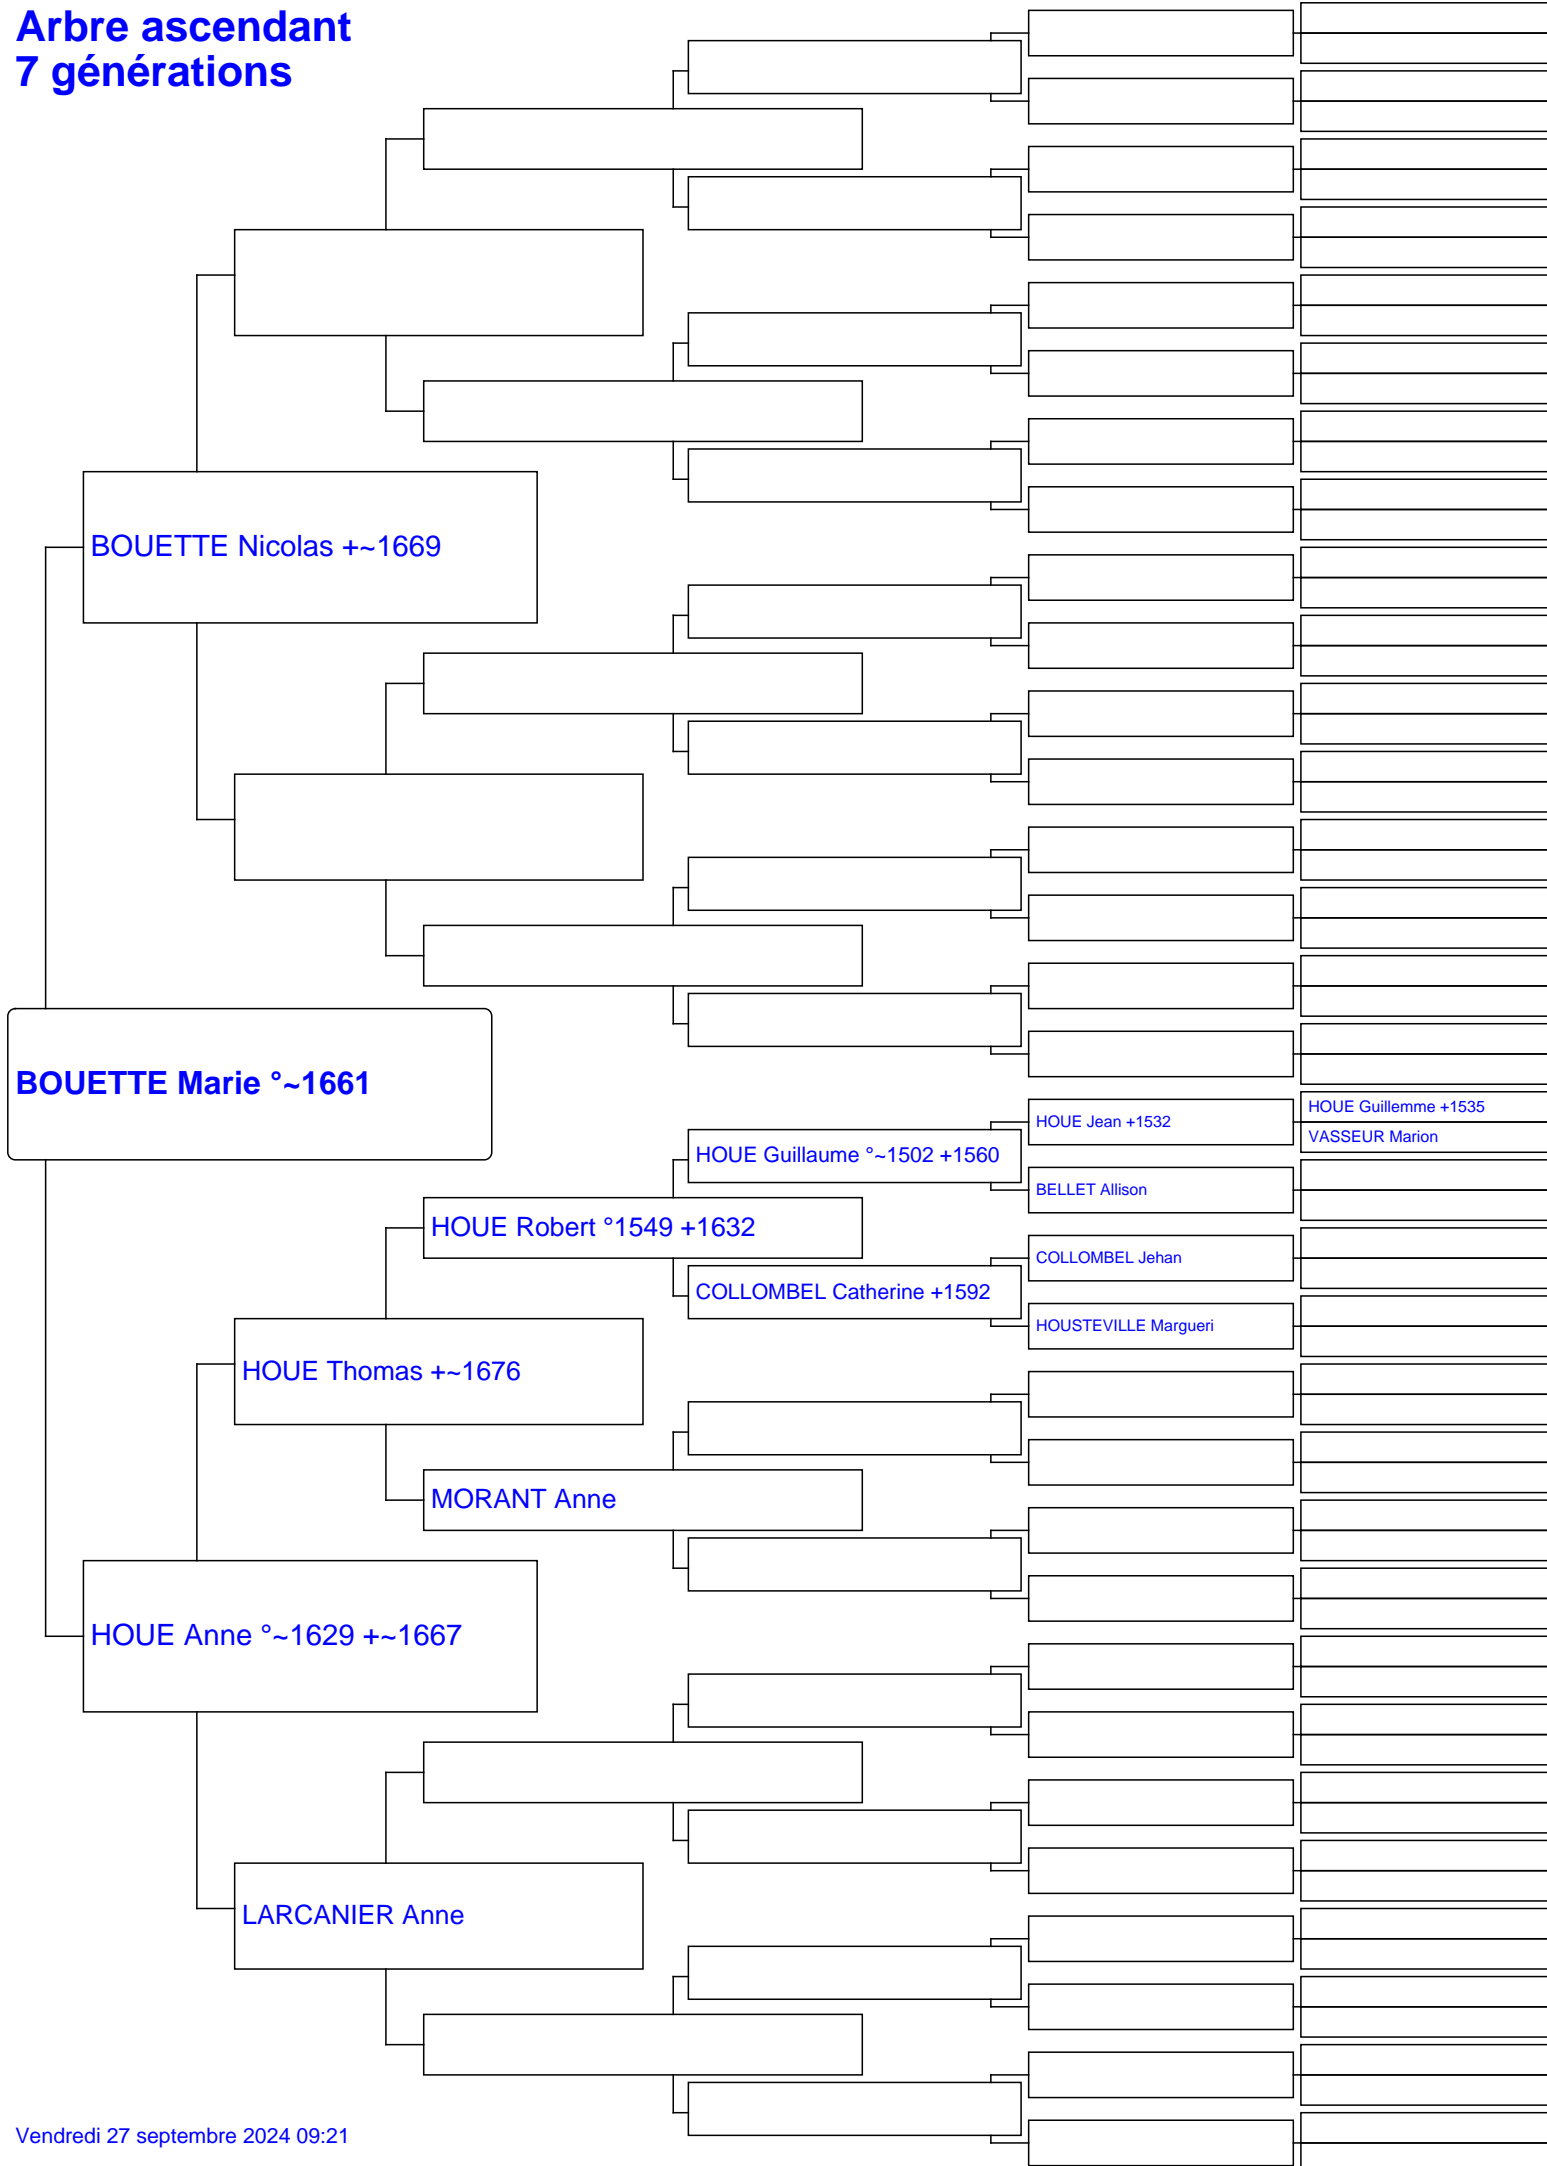 Arbre ascendant
7 générations
BOUETTE Nicolas +~1669
BOUETTE Marie °~1661
HOUE Guillemme +1535
HOUE Jean +1532
VASSEUR Marion
HOUE Guillaume °~1502 +1560
BELLET Allison
HOUE Robert °1549 +1632
COLLOMBEL Jehan
COLLOMBEL Catherine +1592
HOUSTEVILLE Margueri
HOUE Thomas +~1676
MORANT Anne
HOUE Anne °~1629 +~1667
LARCANIER Anne
Vendredi 27 septembre 2024 09:21